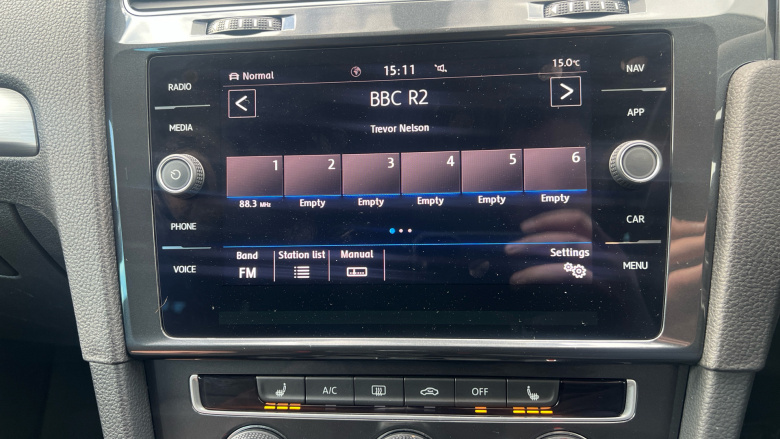 Normal 15:11 15.0°C
RADIO
NAV
BBC R2
MEDIA
APP
Trevor Nelson
1 2 3 4 5 6
88.3 MHz Empty Empty Empty Empty Empty
PHONE
CAR
Band Station list Manual Settings
FM
VOICE
MENU
A/C OFF